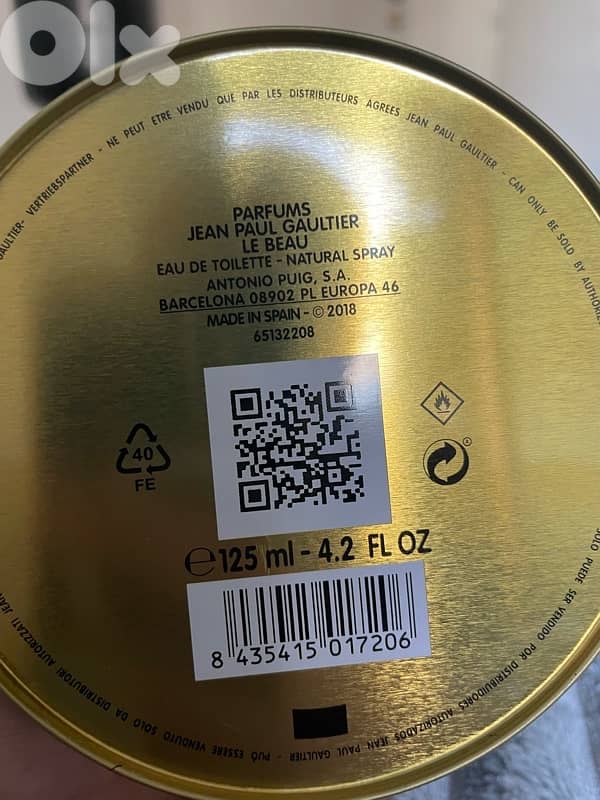 olx
GAULTIER- VERTRIEBSPARTNER - NE PEUT ETRE VENDU QUE PAR LES DISTRIBUTEURS AGREES JEAN PAUL GAULTIER - CAN ONLY BE SOLD BY
PARFUMS
JEAN PAUL GAULTIER
LE BEAU
EAU DE TOILETTE - NATURAL SPRAY
ANTONIO PUIG, S.A.
BARCELONA 08902 PL EUROPA 46
MADE IN SPAIN - © 2018
65132208
40
FE
℮125 ml - 4.2 FL OZ
8 435415 017206
SOLO PUEDE SER VENDIDO POR DISTRIBUIDORES AUTORIZADOS JEAN PAUL GAULTIER - PUÒ ESSERE VENDUTO SOLO DA DISTRIBUTORI AUTORIZZATI